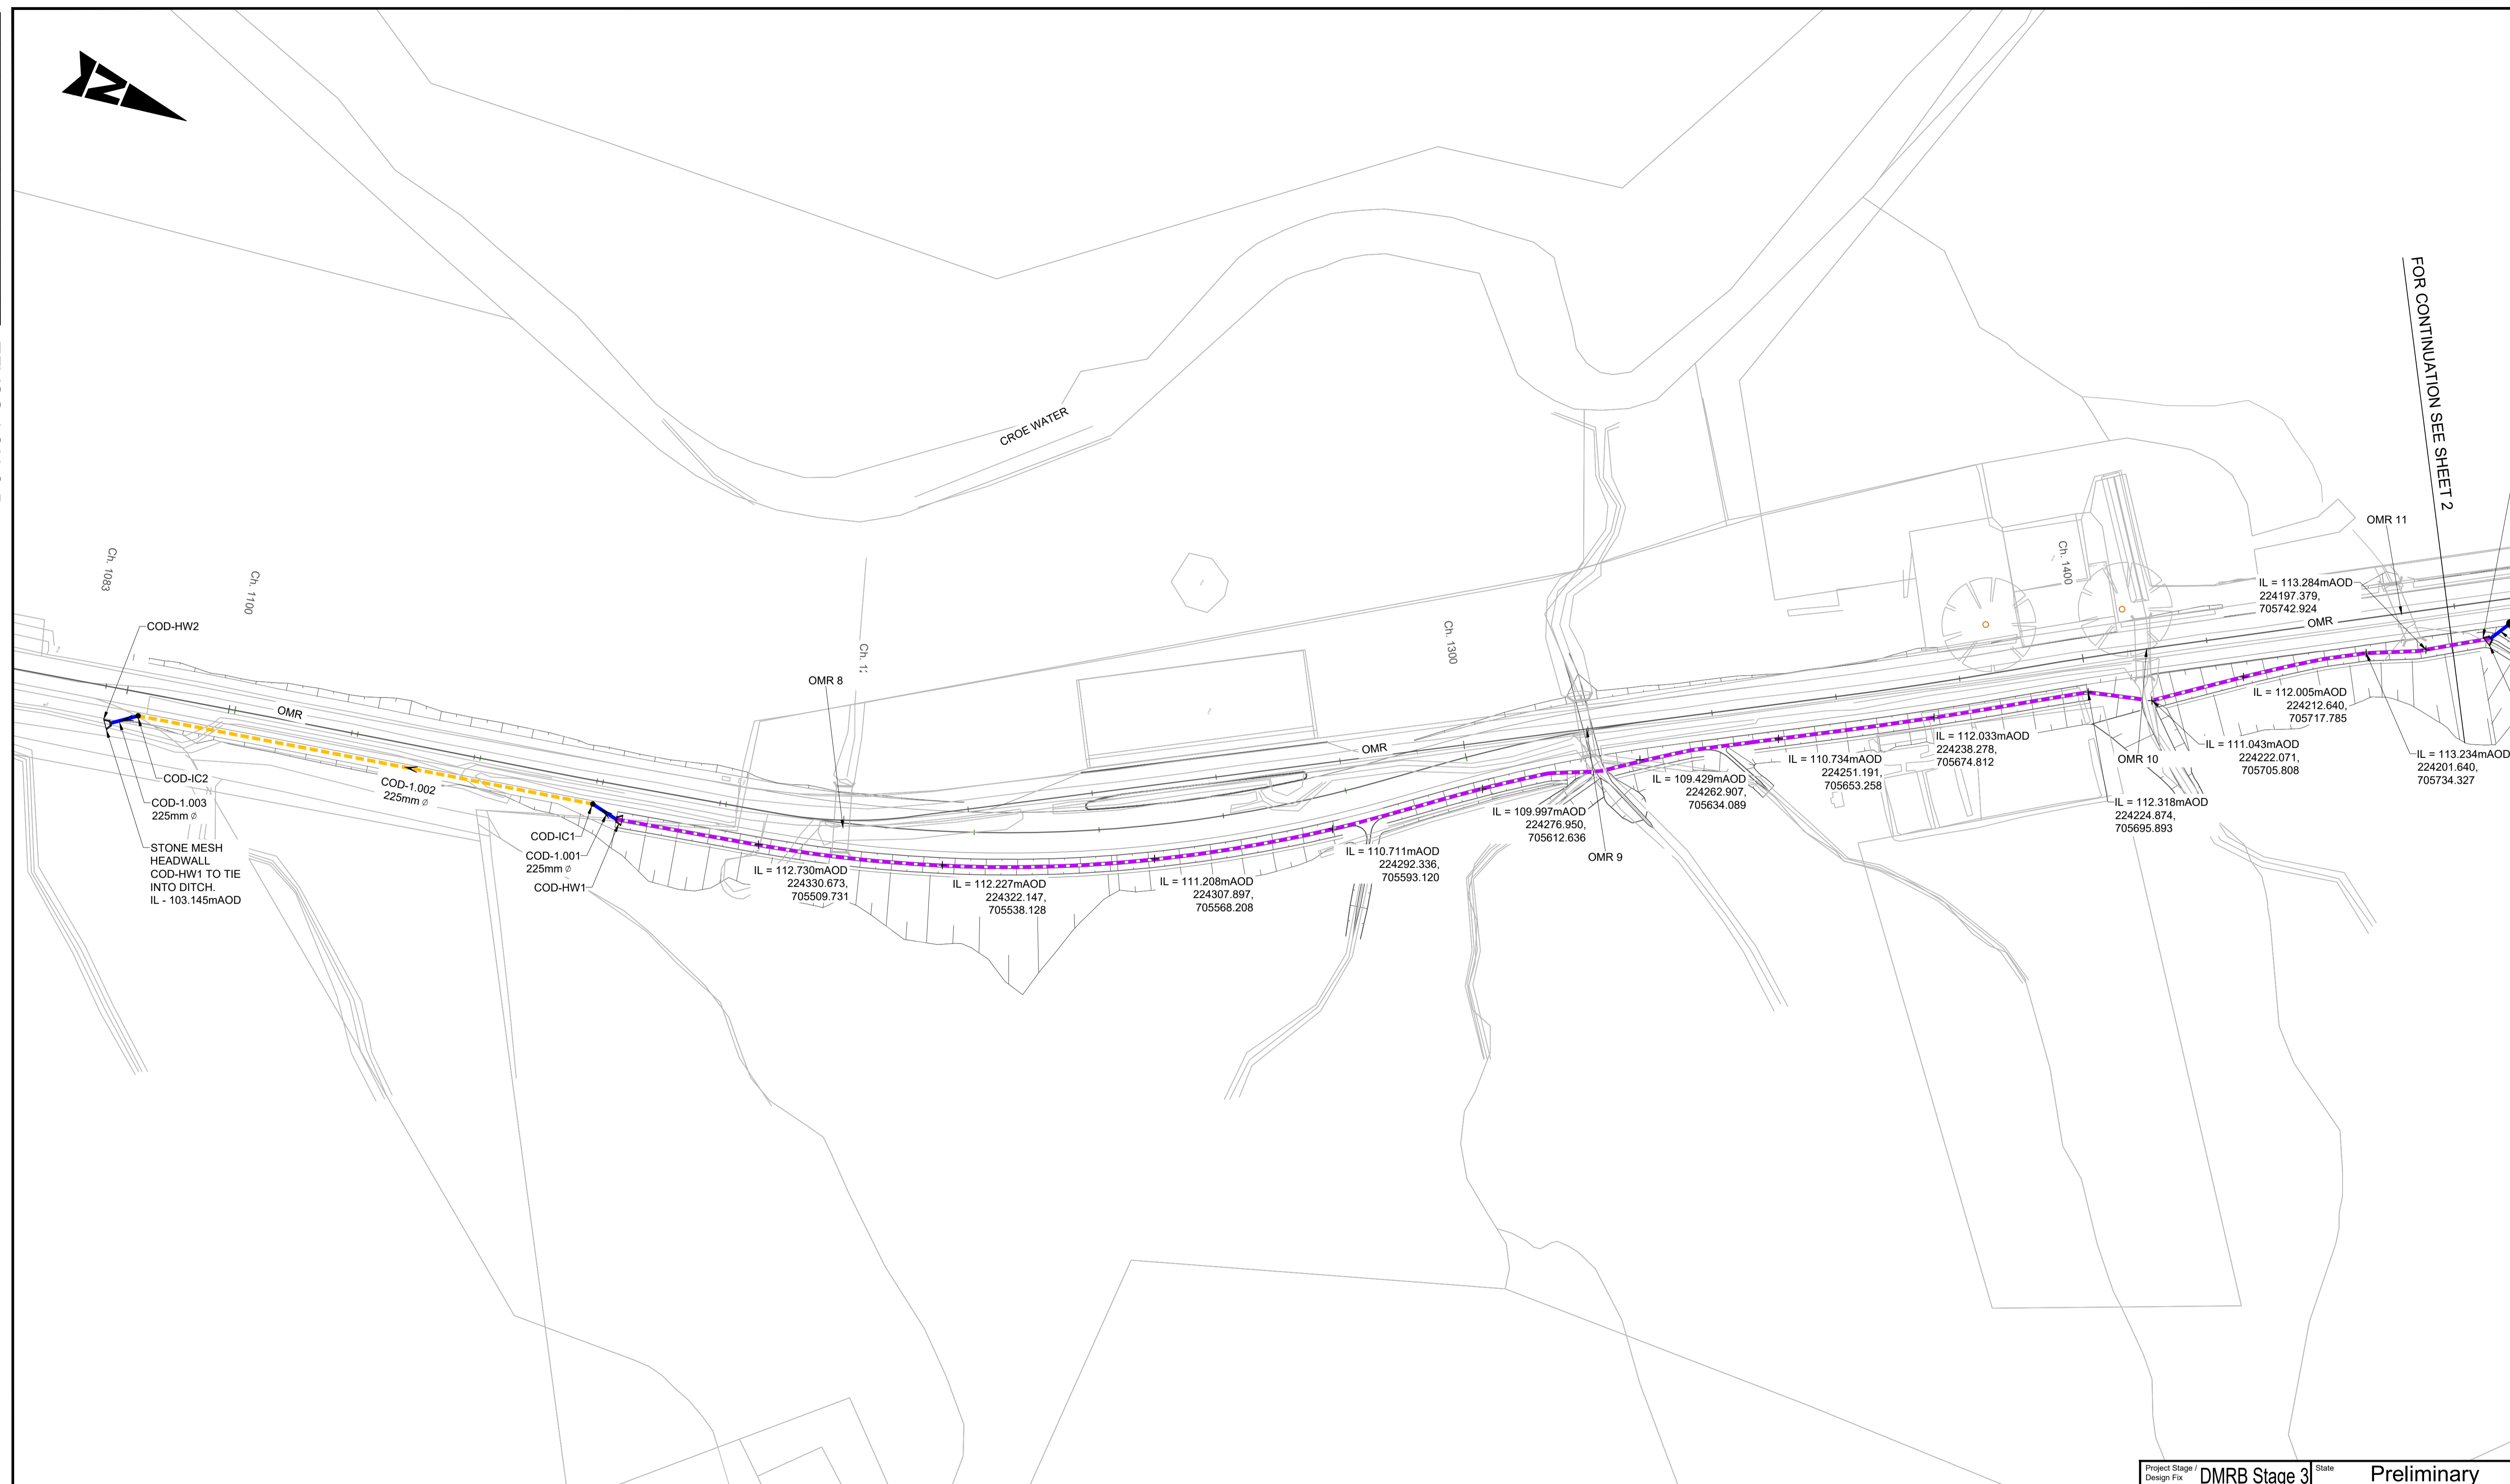 N
FOR CONTINUATION SEE SHEET 2
CROE WATER
Ch. 1083
Ch. 1100
Ch. 1300
Ch. 1400
OMR 11
IL = 113.284mAOD
224197.379,
705742.924
OMR
COD-HW2
OMR 8
OMR
OMR
COD-IC2
COD-1.003
225mm Ø
COD-1.002
225mm Ø
STONE MESH
HEADWALL
COD-HW1 TO TIE
INTO DITCH.
IL - 103.145mAOD
COD-IC1
COD-1.001
225mm Ø
COD-HW1
IL = 112.730mAOD
224330.673,
705509.731
IL = 112.227mAOD
224322.147,
705538.128
IL = 111.208mAOD
224307.897,
705568.208
IL = 110.711mAOD
224292.336,
705593.120
IL = 109.997mAOD
224276.950,
705612.636
OMR 9
IL = 109.429mAOD
224262.907,
705634.089
IL = 110.734mAOD
224251.191,
705653.258
IL = 112.033mAOD
224238.278,
705674.812
OMR 10
IL = 112.318mAOD
224224.874,
705695.893
IL = 111.043mAOD
224222.071,
705705.808
IL = 112.005mAOD
224212.640,
705717.785
IL = 113.234mAOD
224201.640,
705734.327
Project Stage /
Design Fix
DMRB Stage 3
State
Preliminary